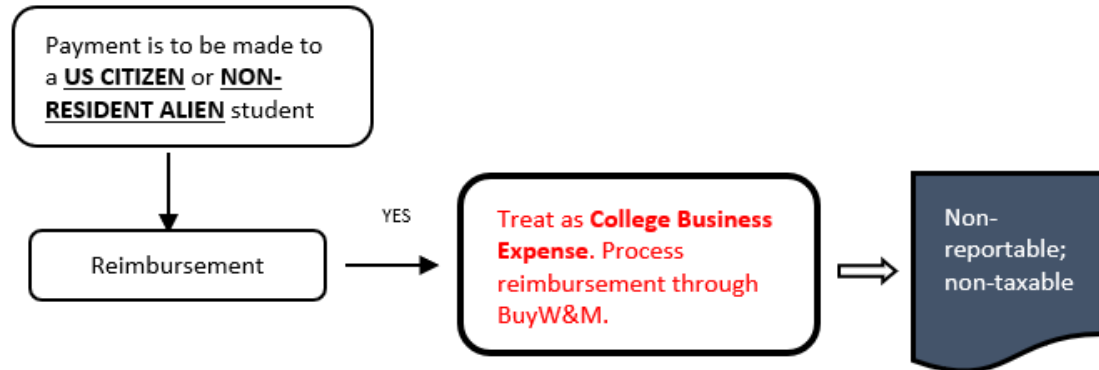 Payment is to be made to
a US CITIZEN or NON-
RESIDENT ALIEN student
Reimbursement
YES
Treat as College Business
Expense. Process
reimbursement through
BuyW&M.
Non-
reportable;
non-taxable